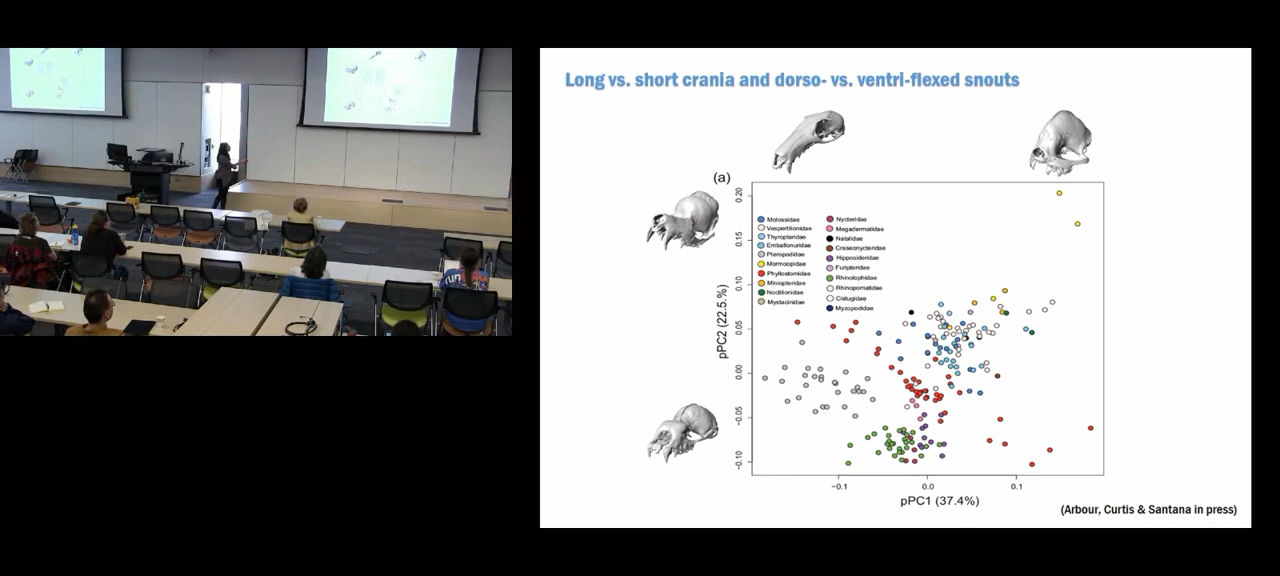 Long vs. short crania and dorso- vs. ventri-flexed snouts
(a)
Molossidae
Vespertilionidae
Thyropteridae
Emballonuridae
Pteropodidae
Mormoopidae
Phyllostomidae
Miniopteridae
Noctilionidae
Mystacinidae
Nycteridae
Megadermatidae
Natalidae
Craseonycteridae
Hipposideridae
Furipteridae
Rhinolophidae
Rhinopomatidae
Cistugidae
Myzopodidae
pPC2 (22.5.%)
0.20
0.15
0.10
0.05
0.00
−0.05
−0.10
−0.1
0.0
0.1
pPC1 (37.4%)
(Arbour, Curtis & Santana in press)